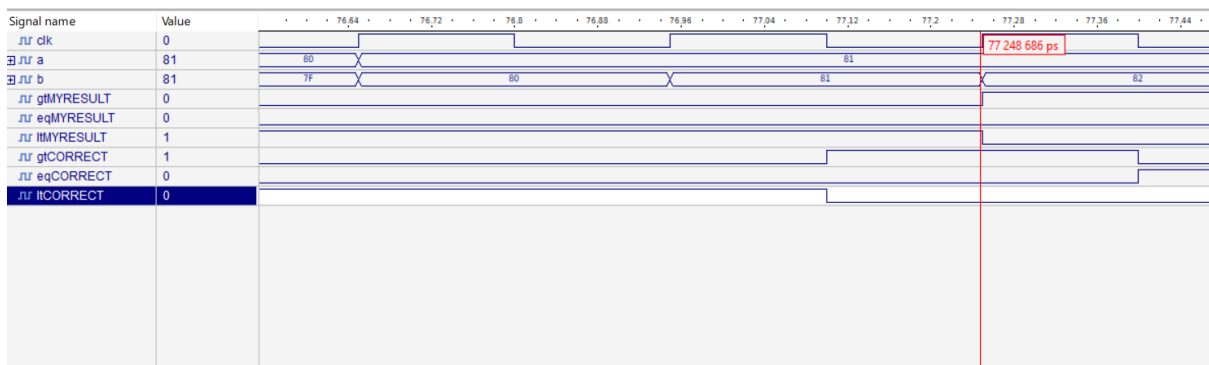 Signal name Value 76,64 76,72 76,8 76,88 76,96 77,04 77,12 77,2 77,28 77,36 77,44
clk 0 77 248 686 ps
a 81 80 81
b 81 7F 80 81 82
gtMYRESULT 0
eqMYRESULT 0
ltMYRESULT 1
gtCORRECT 1
eqCORRECT 0
ltCORRECT 0